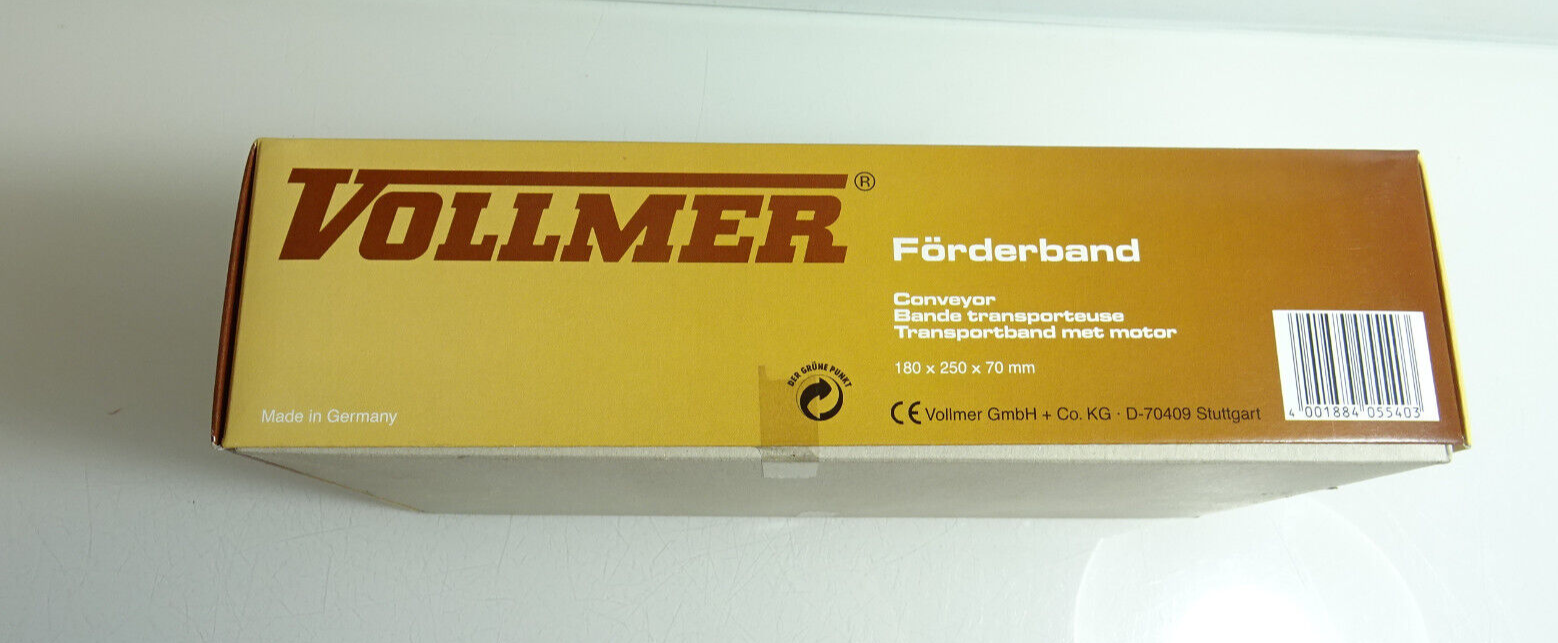 VOLLMER®
Förderband
Conveyor
Bande transporteuse
Transportband met motor
180 x 250 x 70 mm
DER GRÜNE PUNKT
Made in Germany
CE Vollmer GmbH + Co. KG · D-70409 Stuttgart
4 001884 055403